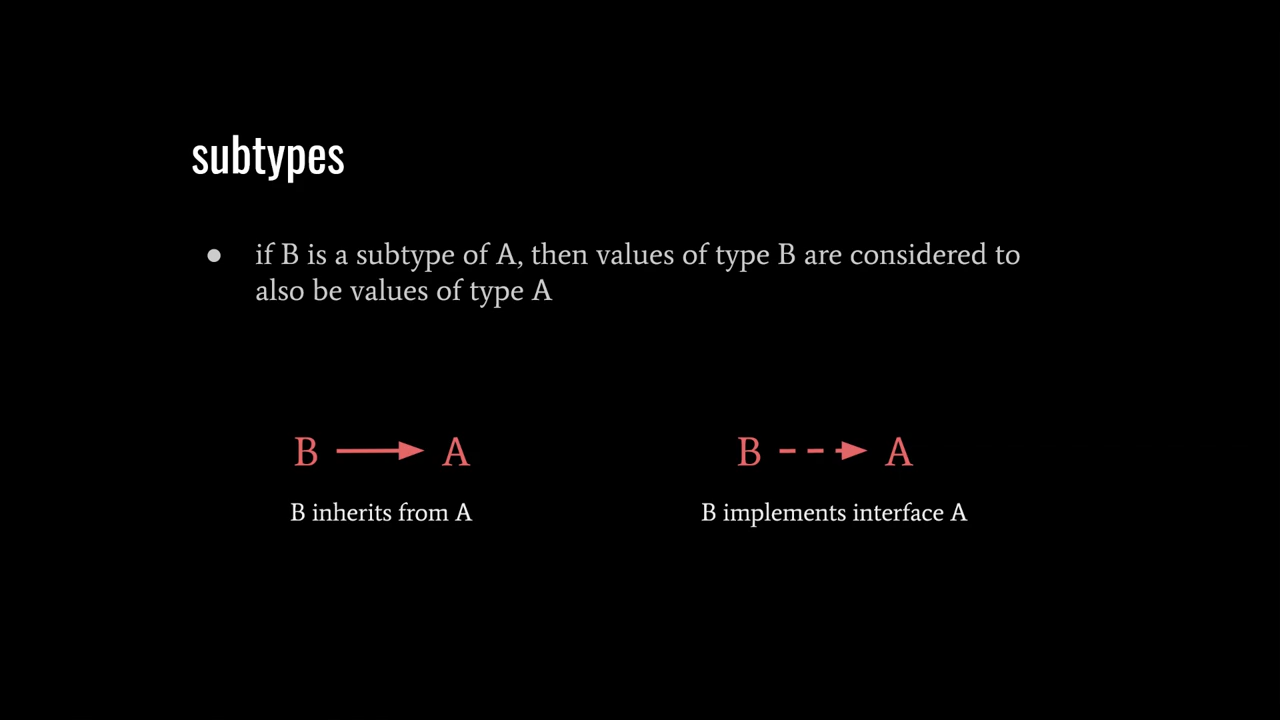 subtypes
● if B is a subtype of A, then values of type B are considered to
also be values of type A
B A
B A
B inherits from A
B implements interface A